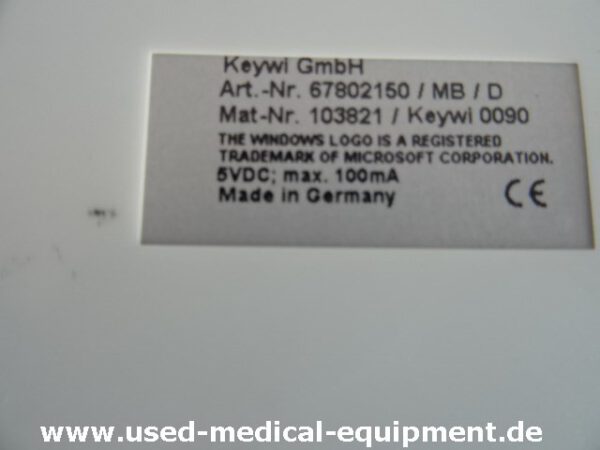 Keywi GmbH
Art.-Nr. 67802150 / MB / D
Mat-Nr. 103821 / Keywi 0090
THE WINDOWS LOGO IS A REGISTERED
TRADEMARK OF MICROSOFT CORPORATION.
5VDC; max. 100mA
Made in Germany
CE
www.used-medical-equipment.de